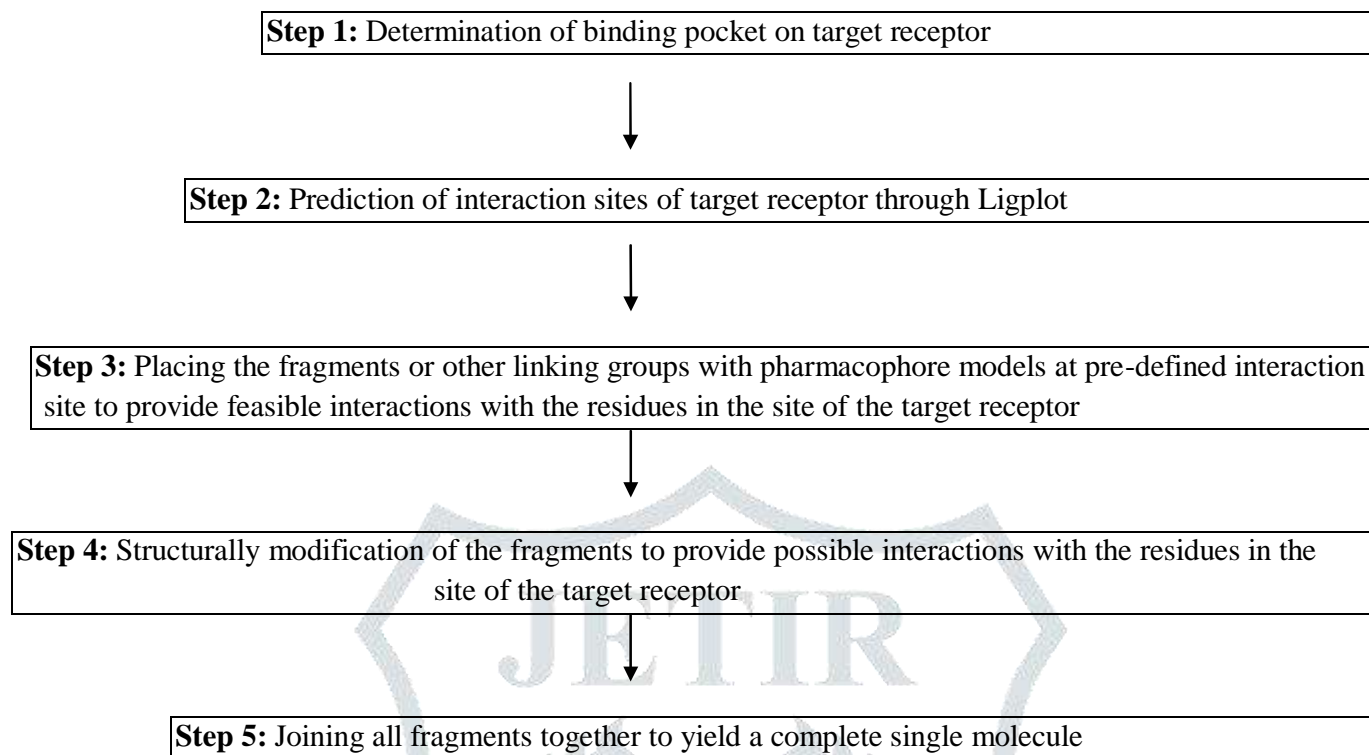 Step 1: Determination of binding pocket on target receptor
Step 2: Prediction of interaction sites of target receptor through Ligplot
Step 3: Placing the fragments or other linking groups with pharmacophore models at pre-defined interaction
site to provide feasible interactions with the residues in the site of the target receptor
Step 4: Structurally modification of the fragments to provide possible interactions with the residues in the
site of the target receptor
JETIR
Step 5: Joining all fragments together to yield a complete single molecule